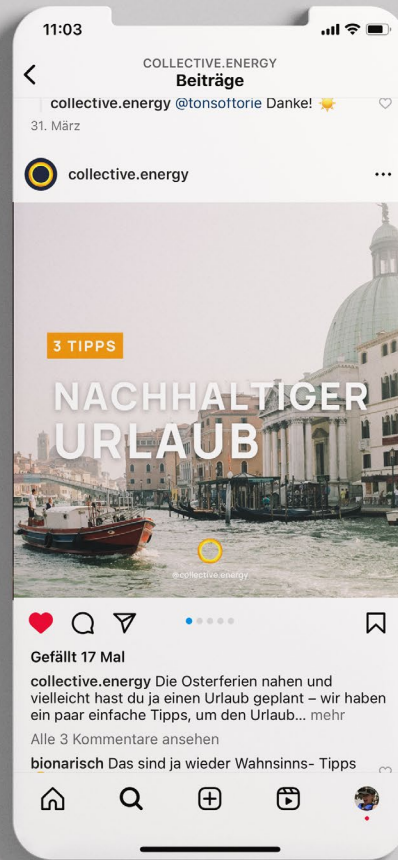 11:03
COLLECTIVE.ENERGY
Beiträge
collective.energy @tonsoftorie Danke! ☀️
31. März
collective.energy
3 TIPPS
NACHHALTIGER
URLAUB
@collective.energy
Gefällt 17 Mal
collective.energy Die Osterferien nahen und
vielleicht hast du ja einen Urlaub geplant – wir haben
ein paar einfache Tipps, um den Urlaub... mehr
Alle 3 Kommentare ansehen
bionarisch Das sind ja wieder Wahnsinns- Tipps